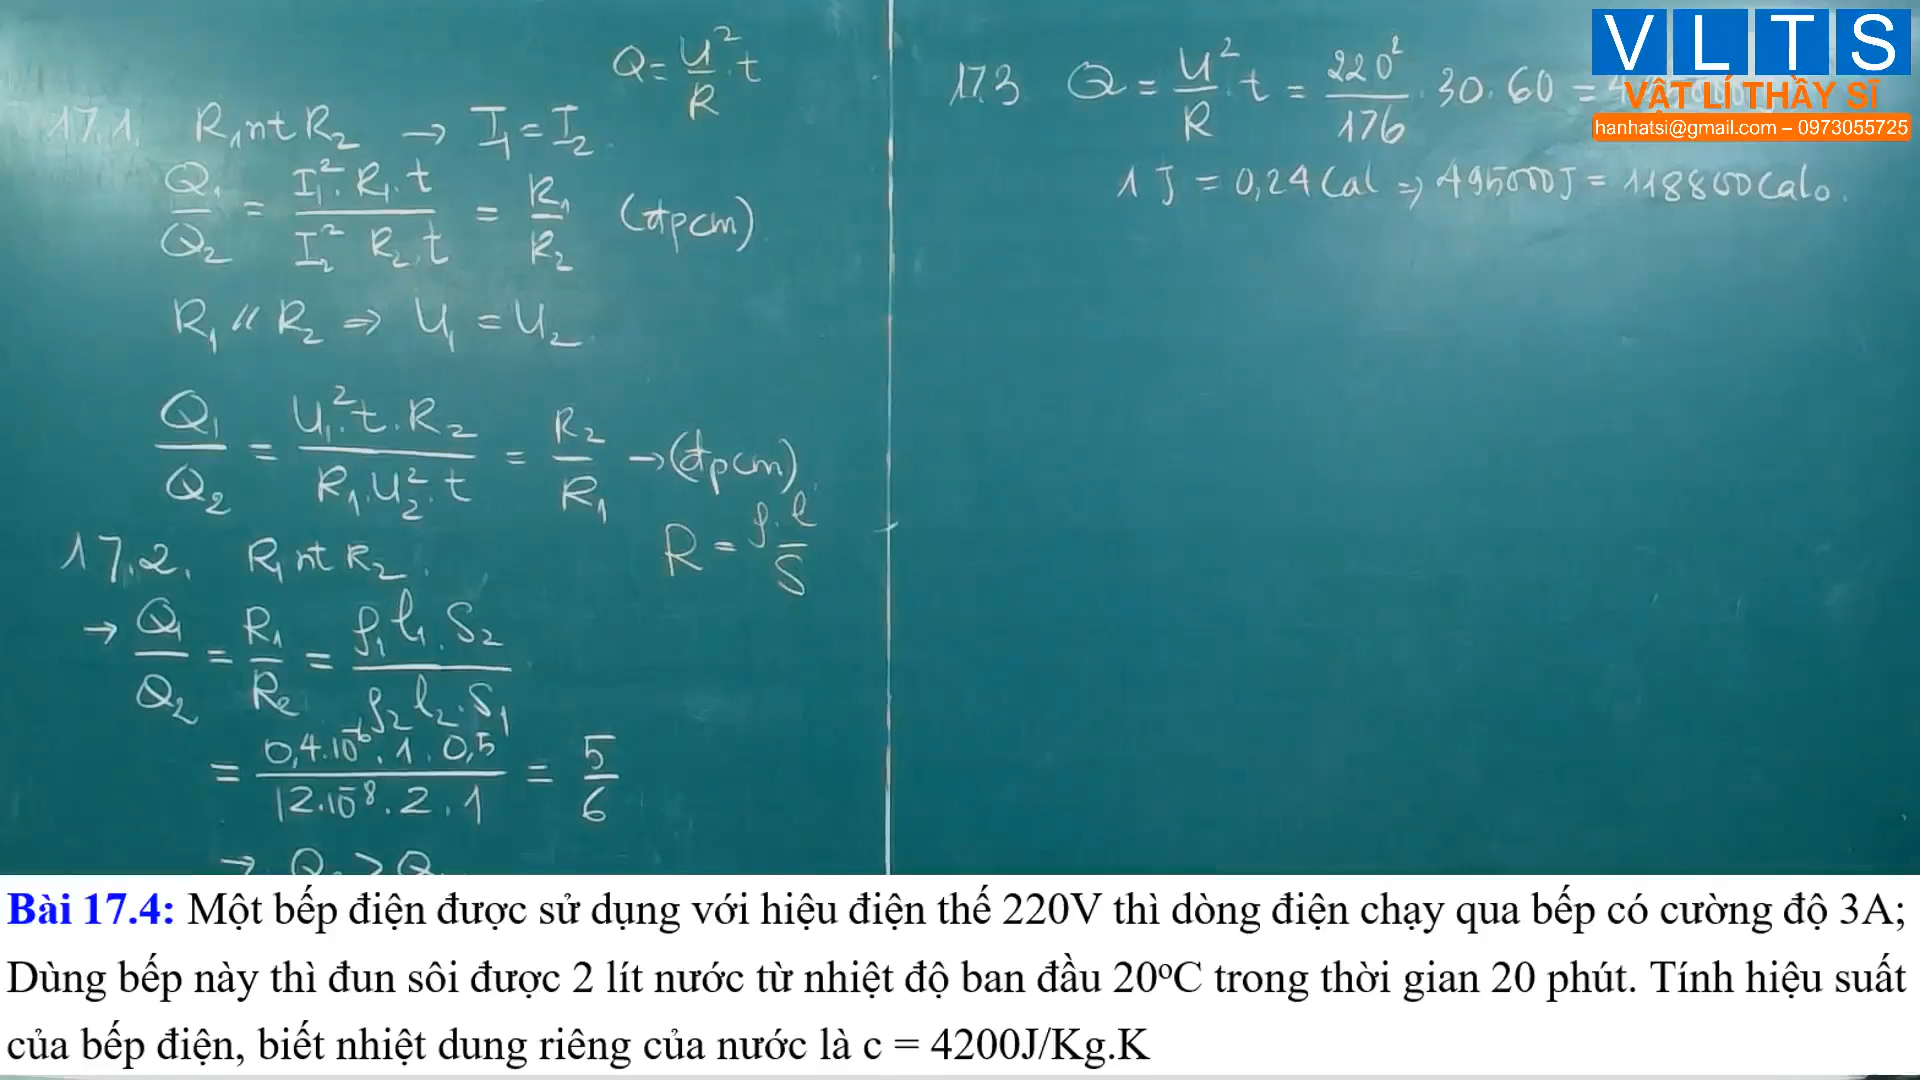 Q = U²/R . t
17.1. R₁ nt R₂ → I₁ = I₂
Q₁/Q₂ = I₁².R₁.t / I₂² R₂.t = R₁/R₂ (đpcm)
R₁ // R₂ ⇒ U₁ = U₂
Q₁/Q₂ = U₁².t.R₂ / R₁.U₂².t = R₂/R₁ → (đpcm)
R = ρ.l/S
17.2. R₁ nt R₂.
→ Q₁/Q₂ = R₁/R₂ = ρ₁l₁.S₂ / ρ₂l₂.S₁
= 0,4.10⁻⁶.1.0,5 / 12.10⁻⁸.2.1 = 5/6
→ Q > Q
17.3 Q = U²/R . t = 220²/176 . 30.60 =
1 J = 0,24 Cal ⇒ 495000J = 118800 Calo.
VLTS
VẬT LÍ THẦY SĨ
hanhatsi@gmail.com – 0973055725
Bài 17.4: Một bếp điện được sử dụng với hiệu điện thế 220V thì dòng điện chạy qua bếp có cường độ 3A;
Dùng bếp này thì đun sôi được 2 lít nước từ nhiệt độ ban đầu 20ᵒC trong thời gian 20 phút. Tính hiệu suất
của bếp điện, biết nhiệt dung riêng của nước là c = 4200J/Kg.K